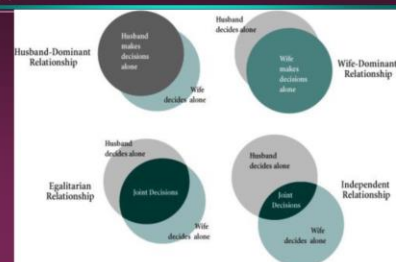 Husband-Dominant
Relationship
Husband
makes
decisions
alone
Wife
decides alone
Husband
decides alone
Wife
makes
decisions
alone
Wife-Dominant
Relationship
Egalitarian
Relationship
Husband
decides alone
Joint Decisions
Wife
decides alone
Husband
decides alone
Joint
Decisions
Wife
decides alone
Independent
Relationship